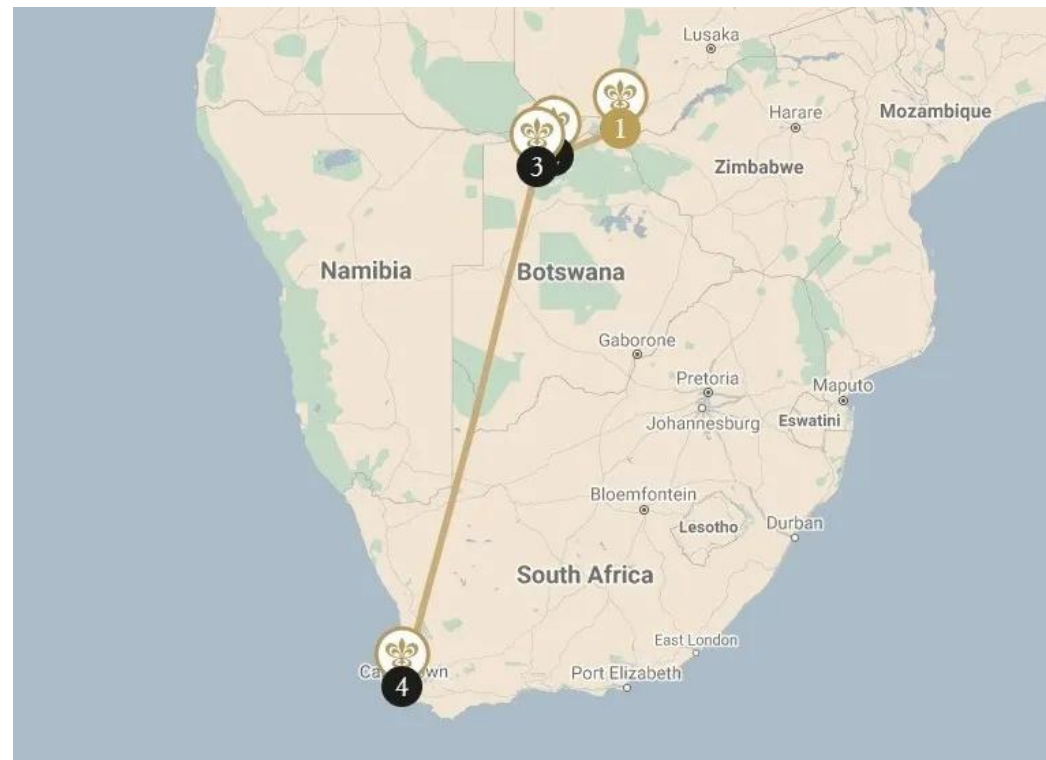 Lusaka
1
Harare
Mozambique
3
Zimbabwe
Namibia
Botswana
Gaborone
Pretoria
Maputo
Johannesburg
Eswatini
Bloemfontein
Lesotho
Durban
South Africa
East London
Port Elizabeth
4